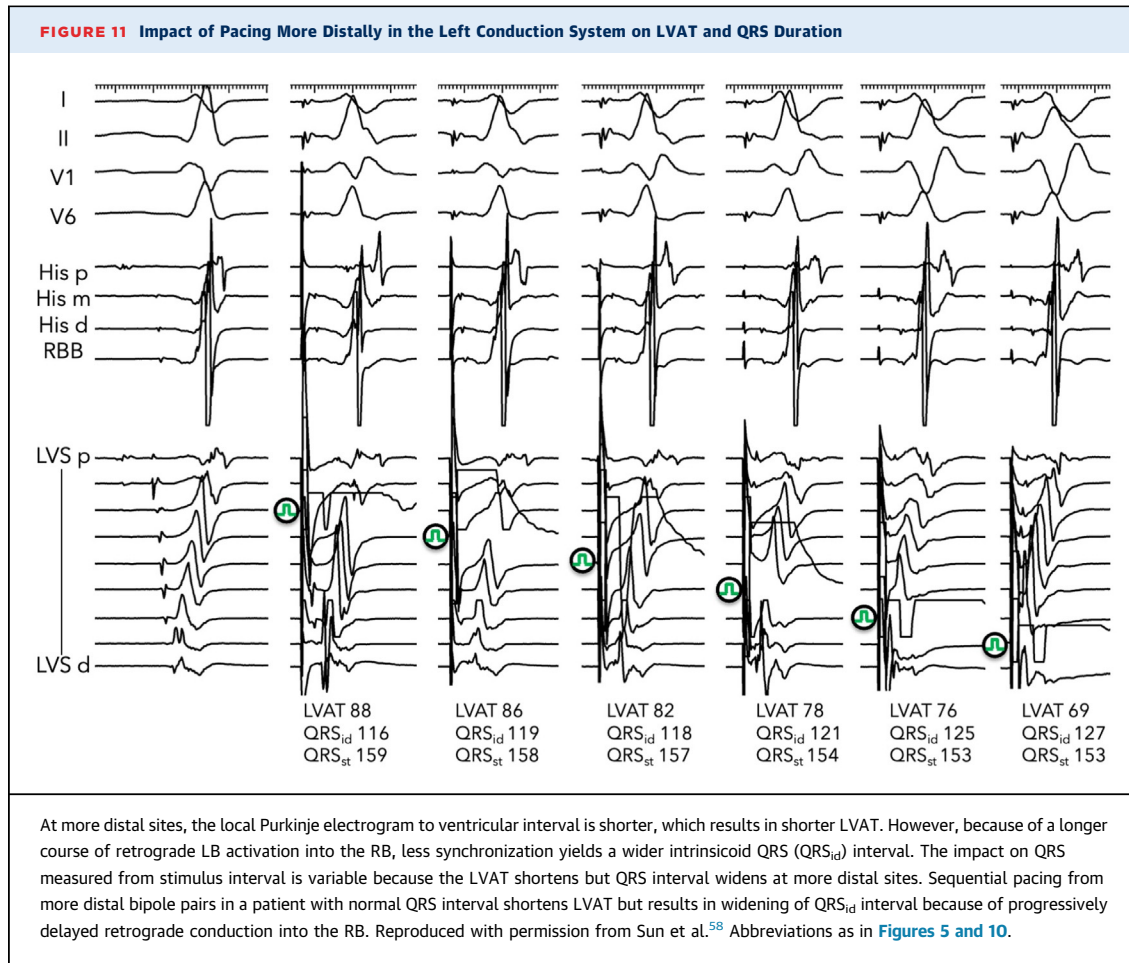 FIGURE 11 Impact of Pacing More Distally in the Left Conduction System on LVAT and QRS Duration
I
II
V1
V6
His p
His m
His d
RBB
LVS p
LVS d
LVAT 88
QRSid 116
QRSst 159
LVAT 86
QRSid 119
QRSst 158
LVAT 82
QRSid 118
QRSst 157
LVAT 78
QRSid 121
QRSst 154
LVAT 76
QRSid 125
QRSst 153
LVAT 69
QRSid 127
QRSst 153
At more distal sites, the local Purkinje electrogram to ventricular interval is shorter, which results in shorter LVAT. However, because of a longer
course of retrograde LB activation into the RB, less synchronization yields a wider intrinsicoid QRS (QRSid) interval. The impact on QRS
measured from stimulus interval is variable because the LVAT shortens but QRS interval widens at more distal sites. Sequential pacing from
more distal bipole pairs in a patient with normal QRS interval shortens LVAT but results in widening of QRSid interval because of progressively
delayed retrograde conduction into the RB. Reproduced with permission from Sun et al.58 Abbreviations as in Figures 5 and 10.